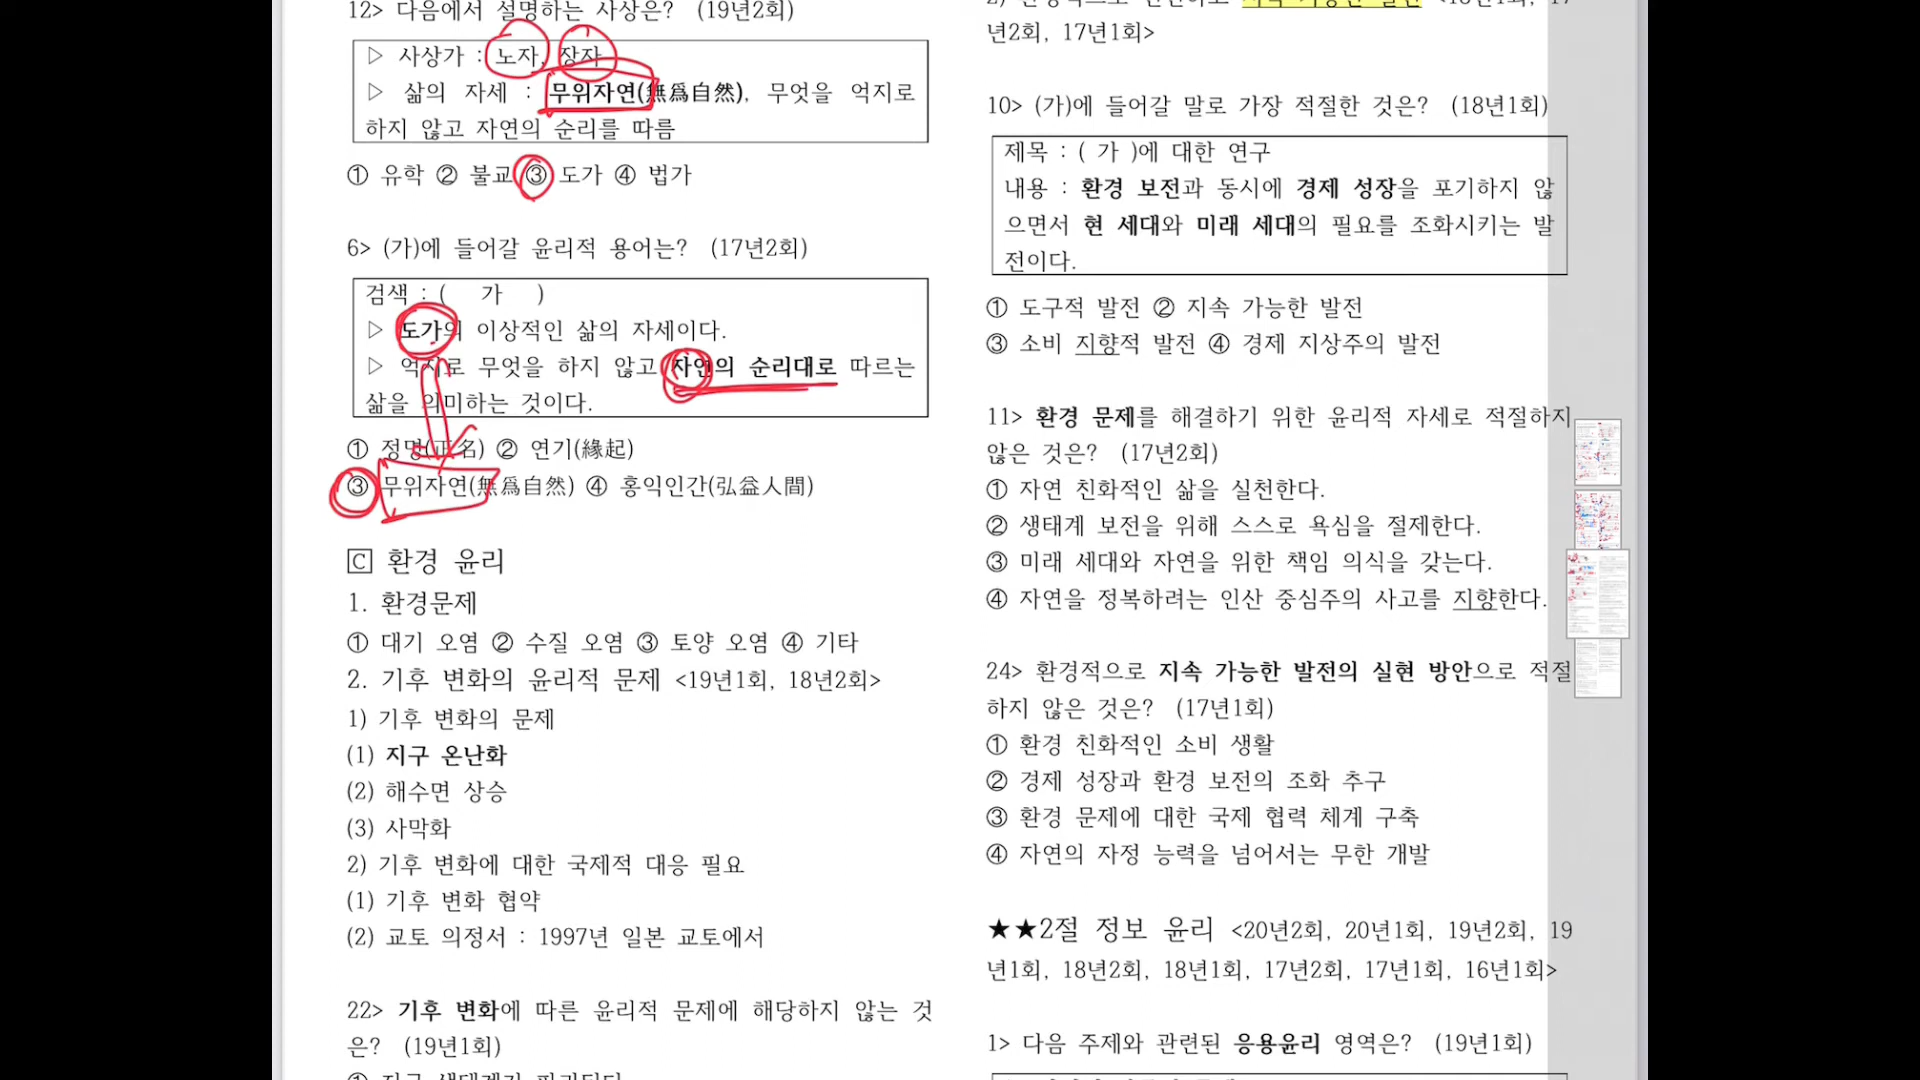 12> 다음에서 설명하는 사상은? (19년2회)
▷ 사상가 : 노자, 장자
▷ 삶의 자세 : 무위자연(無爲自然), 무엇을 억지로
하지 않고 자연의 순리를 따름
① 유학 ② 불교 ③ 도가 ④ 법가
6> (가)에 들어갈 윤리적 용어는? (17년2회)
검색 : ( 가 )
▷ 도가의 이상적인 삶의 자세이다.
▷ 억지로 무엇을 하지 않고 자연의 순리대로 따르는
삶을 의미하는 것이다.
① 정명(正名) ② 연기(緣起)
③ 무위자연(無爲自然) ④ 홍익인간(弘益人間)
C 환경 윤리
1. 환경문제
① 대기 오염 ② 수질 오염 ③ 토양 오염 ④ 기타
2. 기후 변화의 윤리적 문제 <19년1회, 18년2회>
1) 기후 변화의 문제
(1) 지구 온난화
(2) 해수면 상승
(3) 사막화
2) 기후 변화에 대한 국제적 대응 필요
(1) 기후 변화 협약
(2) 교토 의정서 : 1997년 일본 교토에서
22> 기후 변화에 따른 윤리적 문제에 해당하지 않는 것
은? (19년1회)
년2회, 17년1회>
10> (가)에 들어갈 말로 가장 적절한 것은? (18년1회)
제목 : ( 가 )에 대한 연구
내용 : 환경 보전과 동시에 경제 성장을 포기하지 않
으면서 현 세대와 미래 세대의 필요를 조화시키는 발
전이다.
① 도구적 발전 ② 지속 가능한 발전
③ 소비 지향적 발전 ④ 경제 지상주의 발전
11> 환경 문제를 해결하기 위한 윤리적 자세로 적절하지
않은 것은? (17년2회)
① 자연 친화적인 삶을 실천한다.
② 생태계 보전을 위해 스스로 욕심을 절제한다.
③ 미래 세대와 자연을 위한 책임 의식을 갖는다.
④ 자연을 정복하려는 인산 중심주의 사고를 지향한다.
24> 환경적으로 지속 가능한 발전의 실현 방안으로 적절
하지 않은 것은? (17년1회)
① 환경 친화적인 소비 생활
② 경제 성장과 환경 보전의 조화 추구
③ 환경 문제에 대한 국제 협력 체계 구축
④ 자연의 자정 능력을 넘어서는 무한 개발
★★2절 정보 윤리 <20년2회, 20년1회, 19년2회, 19
년1회, 18년2회, 18년1회, 17년2회, 17년1회, 16년1회>
1> 다음 주제와 관련된 응용윤리 영역은? (19년1회)